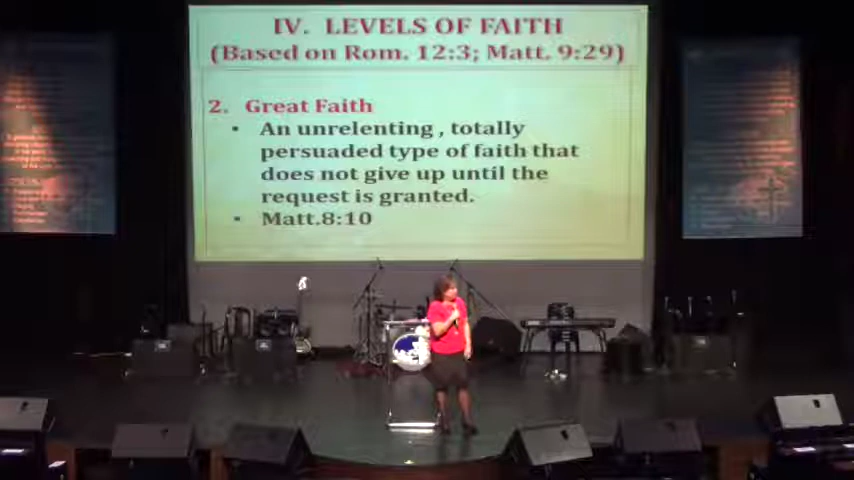 IV. LEVELS OF FAITH
(Based on Rom. 12:3; Matt. 9:29)
2. Great Faith
▪ An unrelenting , totally
persuaded type of faith that
does not give up until the
request is granted.
▪ Matt.8:10